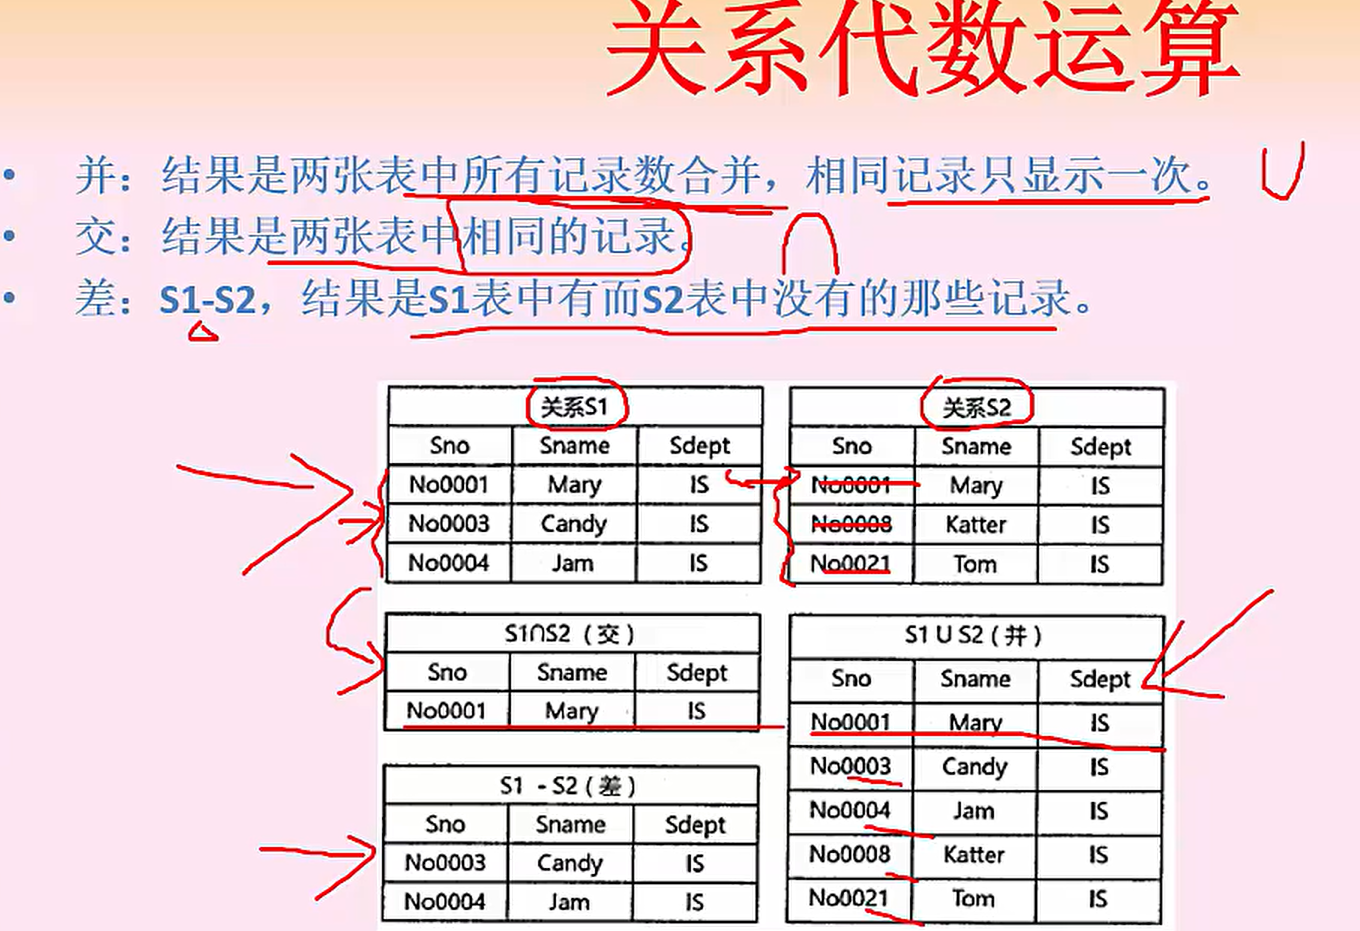 关系代数运算
• 并：结果是两张表中所有记录数合并，相同记录只显示一次。 U
• 交：结果是两张表中相同的记录。 ∩
• 差：S1-S2，结果是S1表中有而S2表中没有的那些记录。
关系S1
Sno Sname Sdept
No0001 Mary IS
No0003 Candy IS
No0004 Jam IS
关系S2
Sno Sname Sdept
No0001 Mary IS
No0008 Katter IS
No0021 Tom IS
S1∩S2（交）
Sno Sname Sdept
No0001 Mary IS
S1 - S2（差）
Sno Sname Sdept
No0003 Candy IS
No0004 Jam IS
S1 U S2（并）
Sno Sname Sdept
No0001 Mary IS
No0003 Candy IS
No0004 Jam IS
No0008 Katter IS
No0021 Tom IS